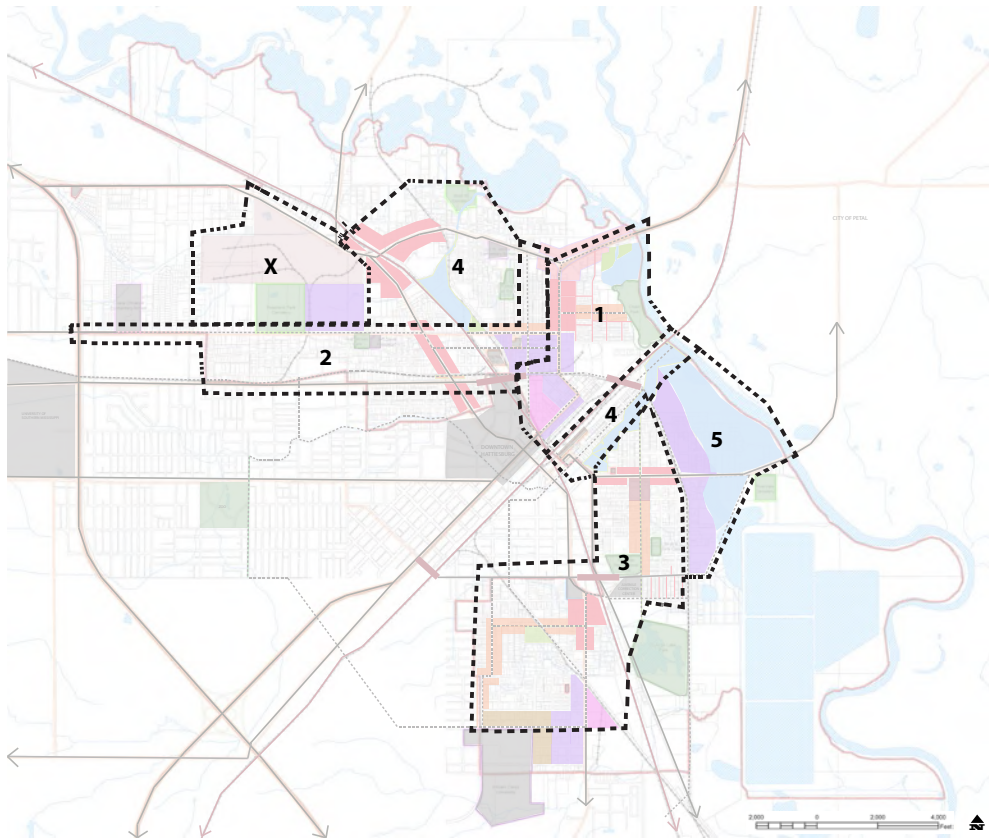 CITY OF PETAL
X
4
1
2
4
5
DOWNTOWN
HATTIESBURG
3
2,000
0
2,000
4,000
Feet
N